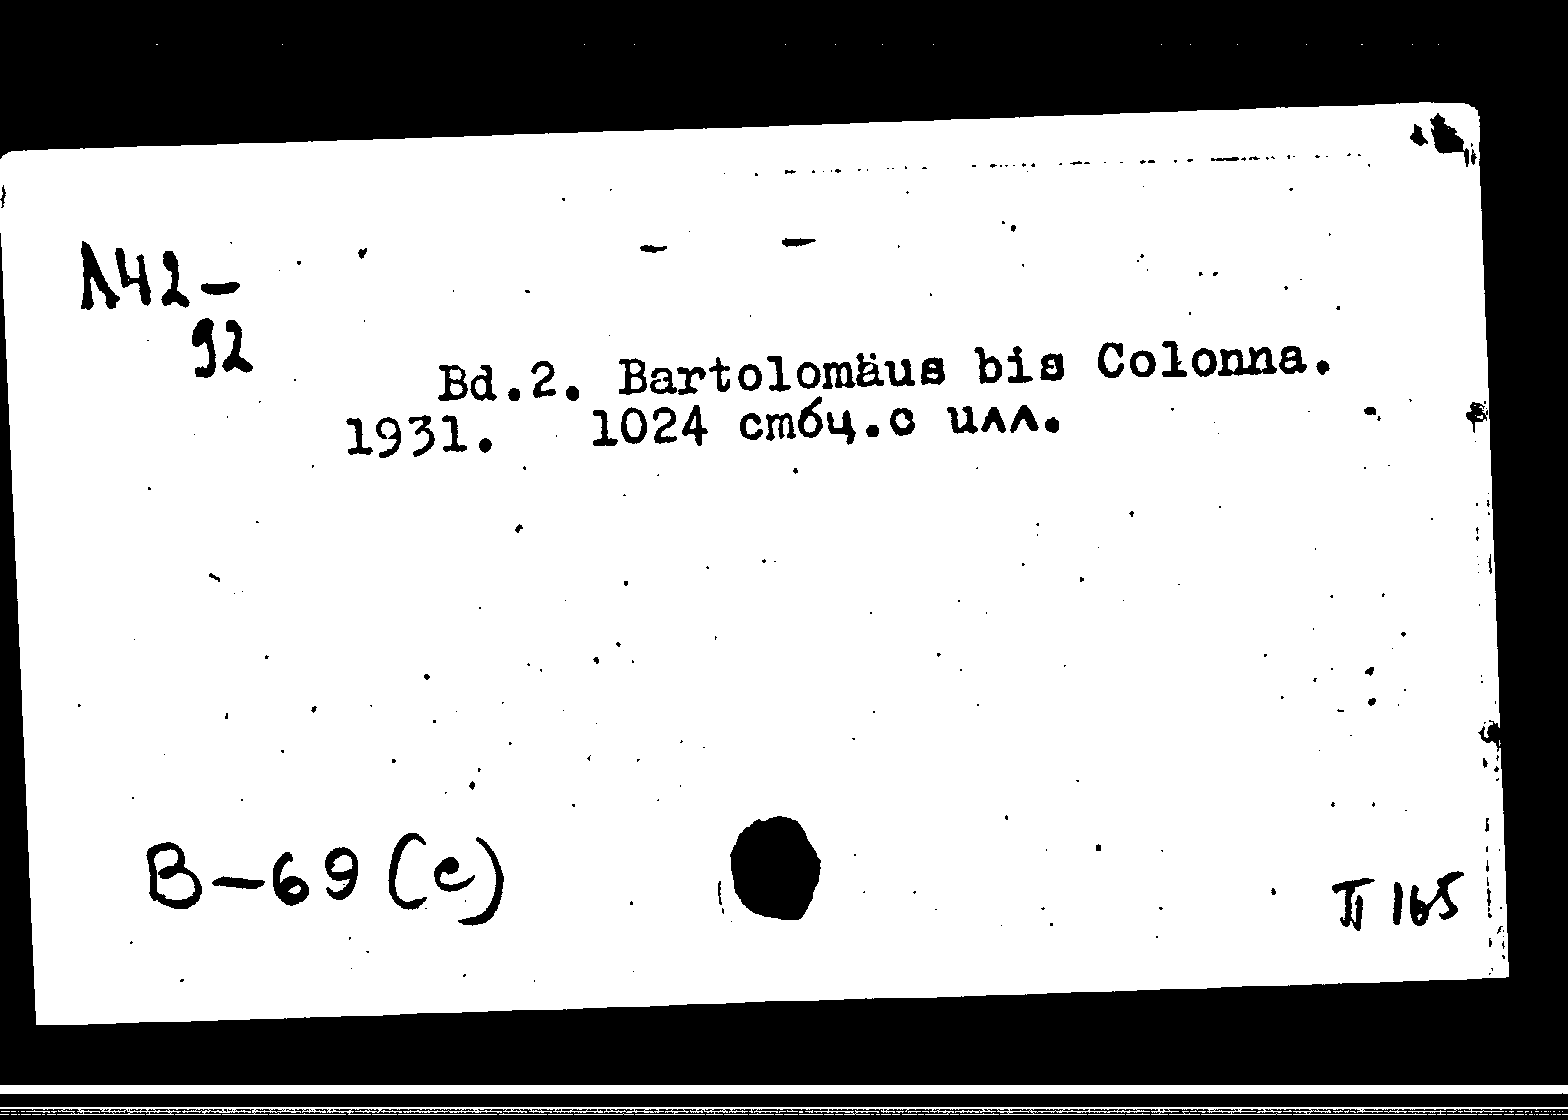 Л42-
92
Bd.2. Bartolomäus bis Colonna.
1931. 1024 стбц.с илл.
В-69(е)
П 165